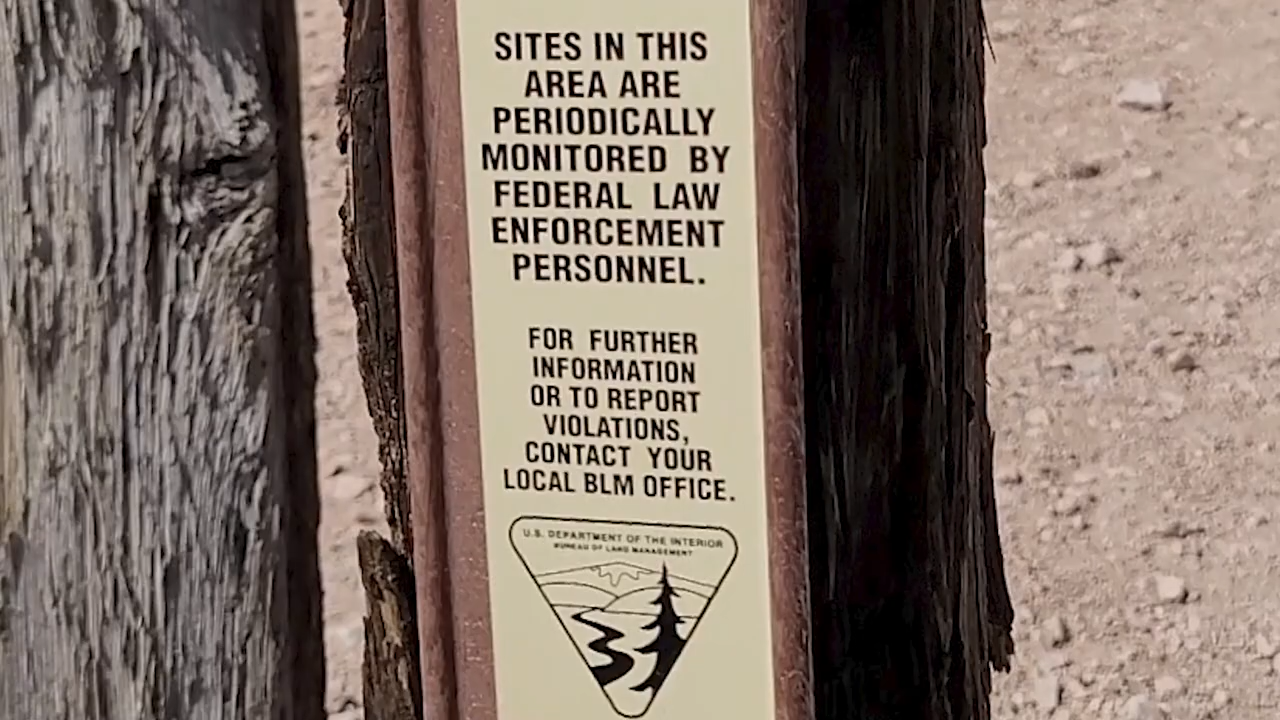 SITES IN THIS
AREA ARE
PERIODICALLY
MONITORED BY
FEDERAL LAW
ENFORCEMENT
PERSONNEL.
FOR FURTHER
INFORMATION
OR TO REPORT
VIOLATIONS,
CONTACT YOUR
LOCAL BLM OFFICE.
U.S. DEPARTMENT OF THE INTERIOR
BUREAU OF LAND MANAGEMENT